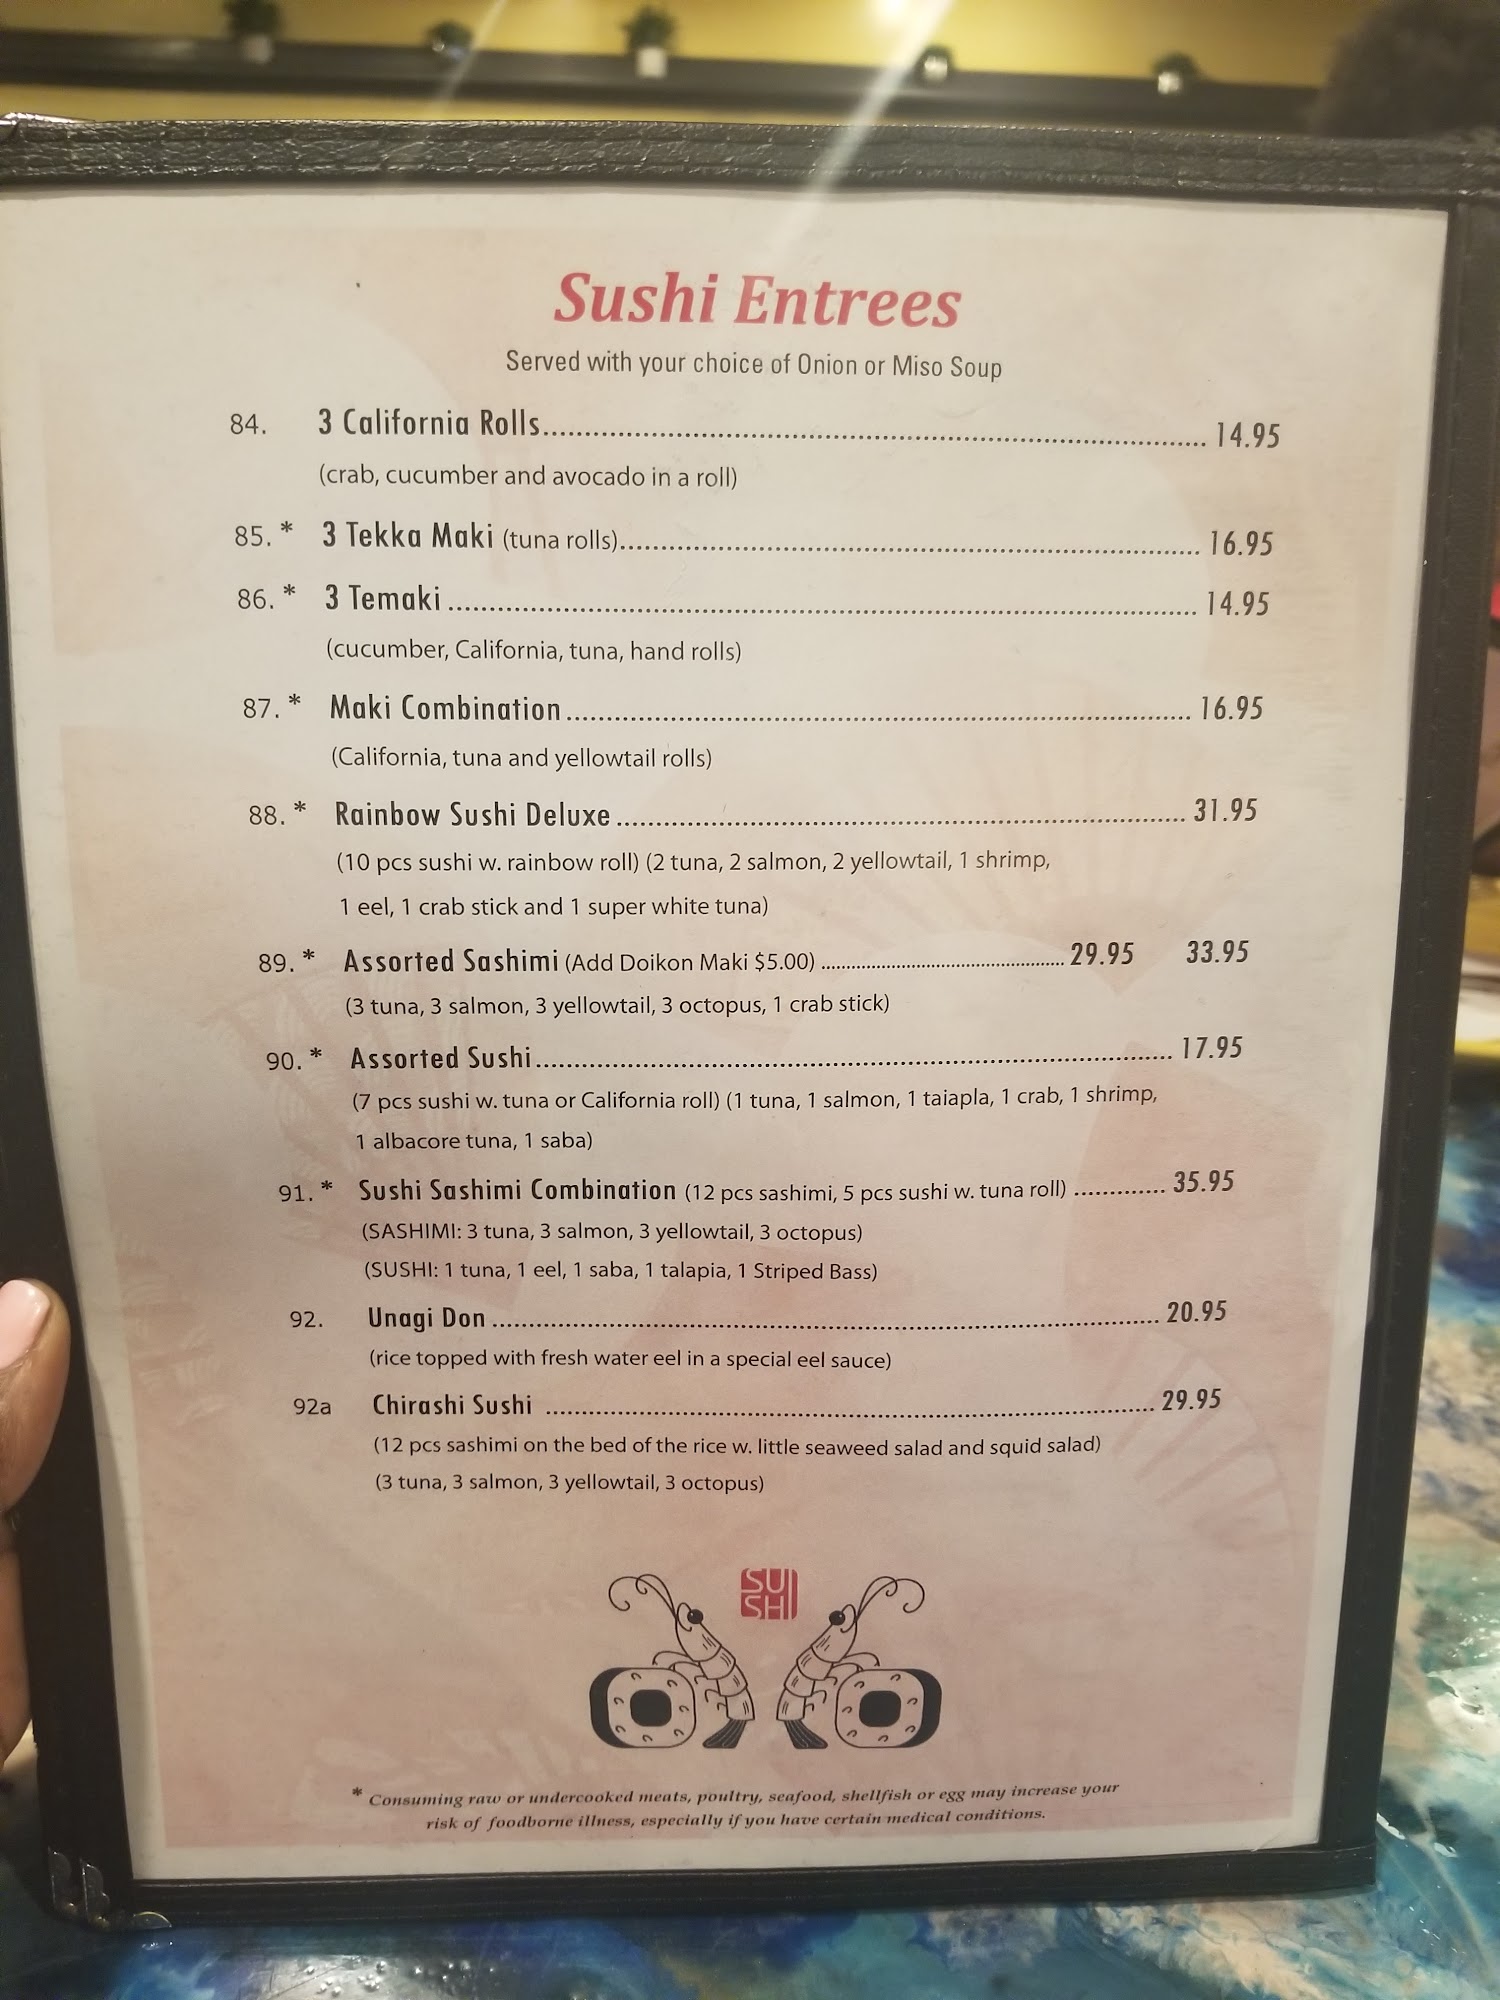 Sushi Entrees
Served with your choice of Onion or Miso Soup
84. 3 California Rolls 14.95
(crab, cucumber and avocado in a roll)
85. * 3 Tekka Maki (tuna rolls) 16.95
86. * 3 Temaki 14.95
(cucumber, California, tuna, hand rolls)
87. * Maki Combination 16.95
(California, tuna and yellowtail rolls)
88. * Rainbow Sushi Deluxe 31.95
(10 pcs sushi w. rainbow roll) (2 tuna, 2 salmon, 2 yellowtail, 1 shrimp,
1 eel, 1 crab stick and 1 super white tuna)
89. * Assorted Sashimi (Add Doikon Maki $5.00) 29.95 33.95
(3 tuna, 3 salmon, 3 yellowtail, 3 octopus, 1 crab stick)
90. * Assorted Sushi 17.95
(7 pcs sushi w. tuna or California roll) (1 tuna, 1 salmon, 1 taiapla, 1 crab, 1 shrimp,
1 albacore tuna, 1 saba)
91. * Sushi Sashimi Combination (12 pcs sashimi, 5 pcs sushi w. tuna roll) 35.95
(SASHIMI: 3 tuna, 3 salmon, 3 yellowtail, 3 octopus)
(SUSHI: 1 tuna, 1 eel, 1 saba, 1 talapia, 1 Striped Bass)
92. Unagi Don 20.95
(rice topped with fresh water eel in a special eel sauce)
92a Chirashi Sushi 29.95
(12 pcs sashimi on the bed of the rice w. little seaweed salad and squid salad)
(3 tuna, 3 salmon, 3 yellowtail, 3 octopus)
SU
SHI
* Consuming raw or undercooked meats, poultry, seafood, shellfish or egg may increase your
risk of foodborne illness, especially if you have certain medical conditions.